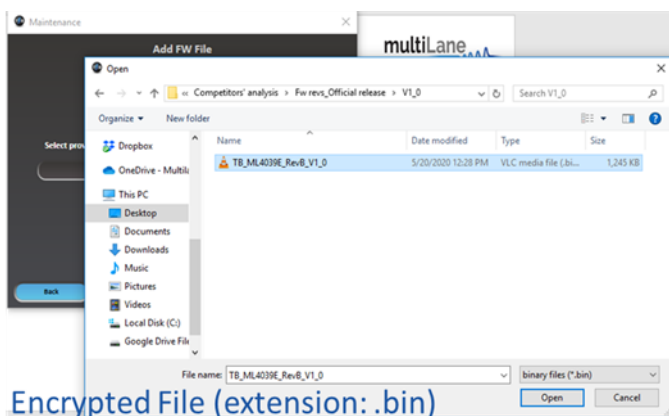 Maintenance
Add FW File
multiLane
Open
« Competitors' analysis > Fw revs_Official release > V1_0
Search V1_0
Organize
New folder
Name
Date modified
Type
Size
Select prov
Dropbox
TB_ML4039E_RevB_V1_0
5/20/2020 12:28 PM
VLC media file (.bi...
1,245 KB
OneDrive - Multila
This PC
Desktop
Documents
Downloads
Music
Pictures
Back
Videos
Local Disk (C:)
Google Drive File
File name:
TB_ML4039E_RevB_V1_0
binary files (*.bin)
Open
Cancel
Encrypted File (extension: .bin)